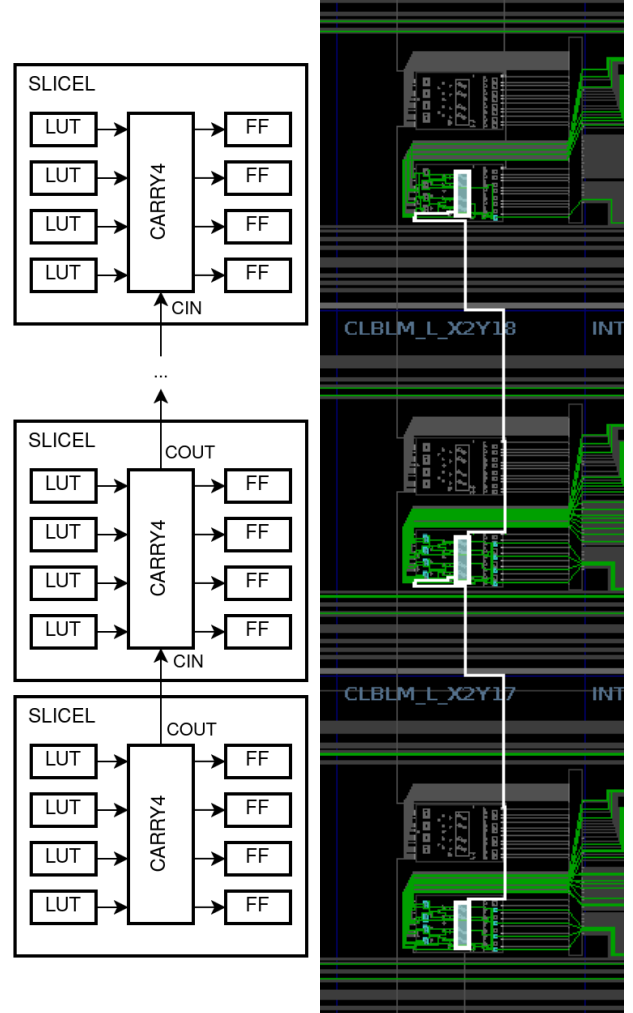 SLICEL
LUT
FF
LUT
FF
CARRY4
LUT
FF
LUT
FF
CIN
...
SLICEL
COUT
LUT
FF
LUT
FF
CARRY4
LUT
FF
LUT
FF
CIN
SLICEL
COUT
LUT
FF
LUT
FF
CARRY4
LUT
FF
LUT
FF
CLBLM_L_X2Y18
INT
CLBLM_L_X2Y17
INT